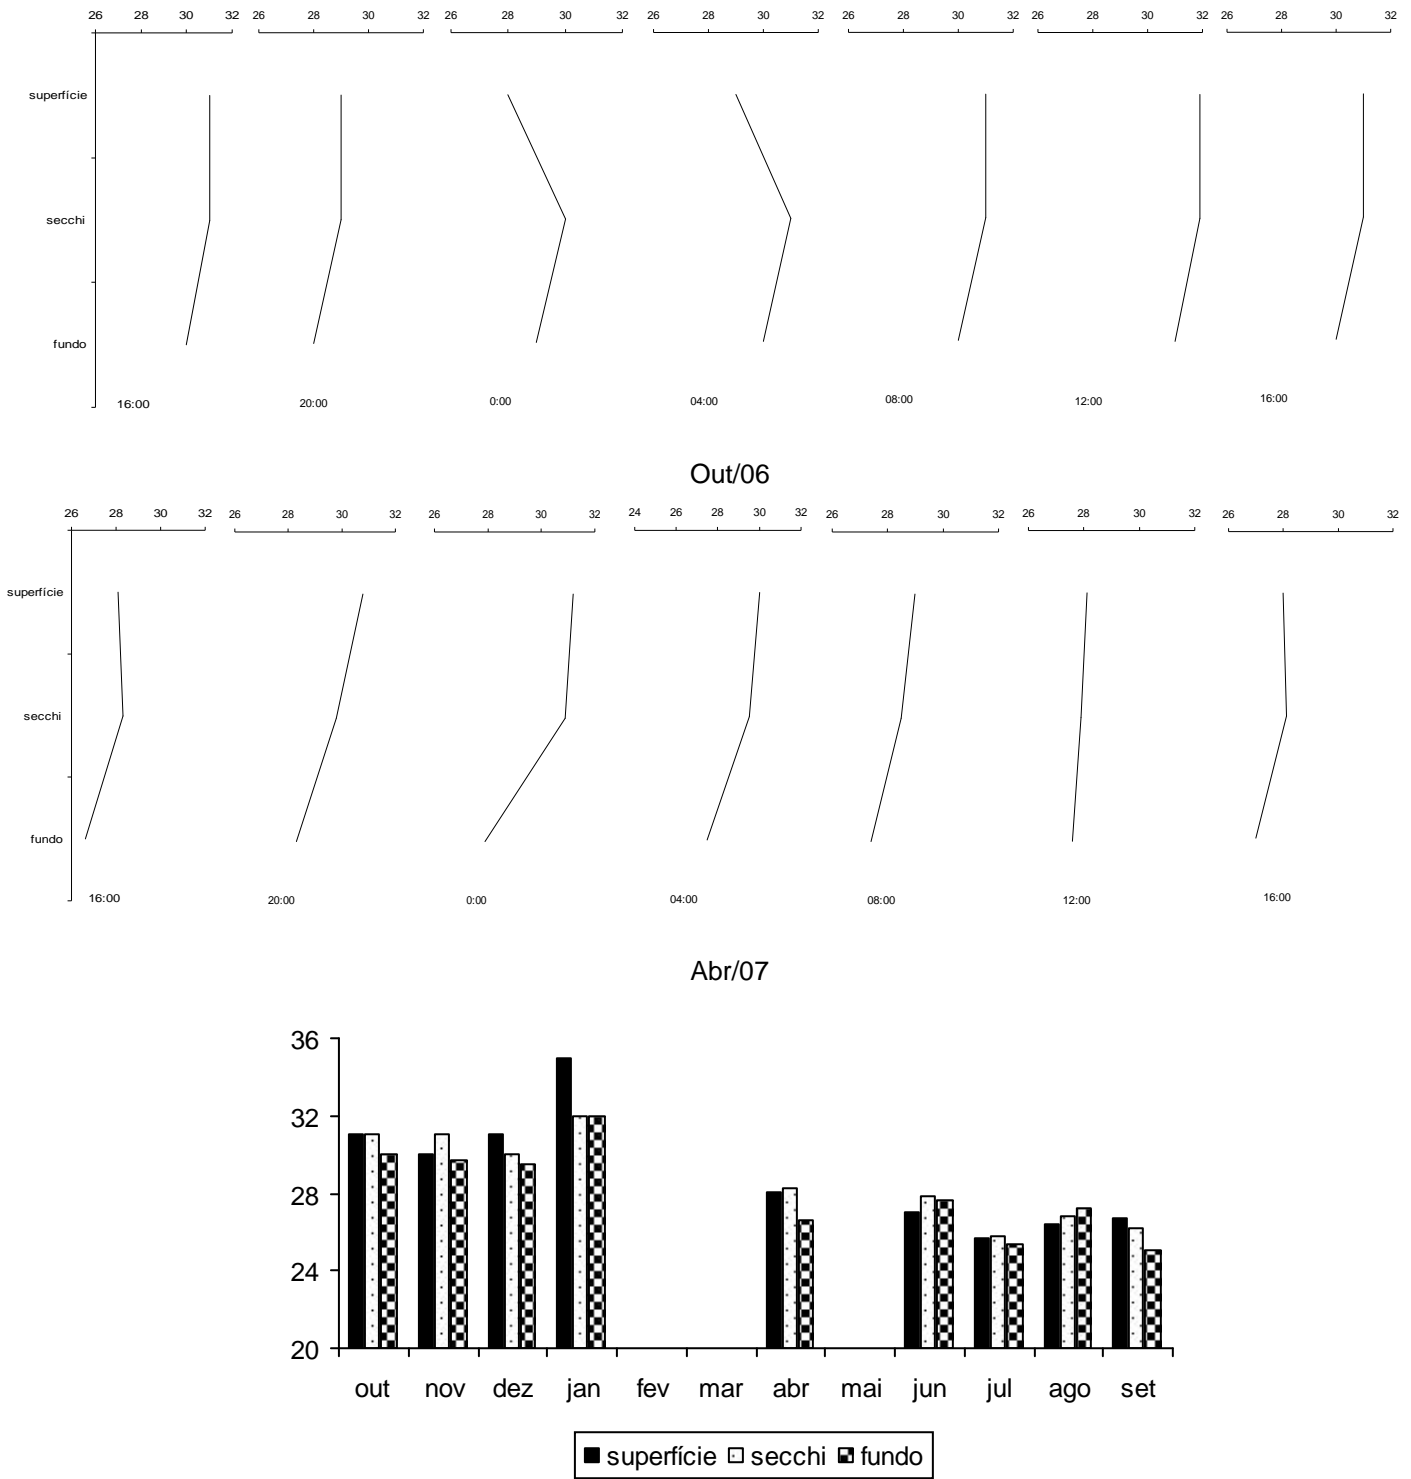 26 28 30 32 26 28 30 32 26 28 30 32 26 28 30 32 26 28 30 32 26 28 30 32 26 28 30 32
superfície
secchi
fundo
16:00 20:00 0:00 04:00 08:00 12:00 16:00
Out/06
26 28 30 32 26 28 30 32 26 28 30 32 24 26 28 30 32 26 28 30 32 26 28 30 32 26 28 30 32
superfície
secchi
fundo
16:00 20:00 0:00 04:00 08:00 12:00 16:00
Abr/07
36
32
28
24
20
out nov dez jan fev mar abr mai jun jul ago set
superfície secchi fundo